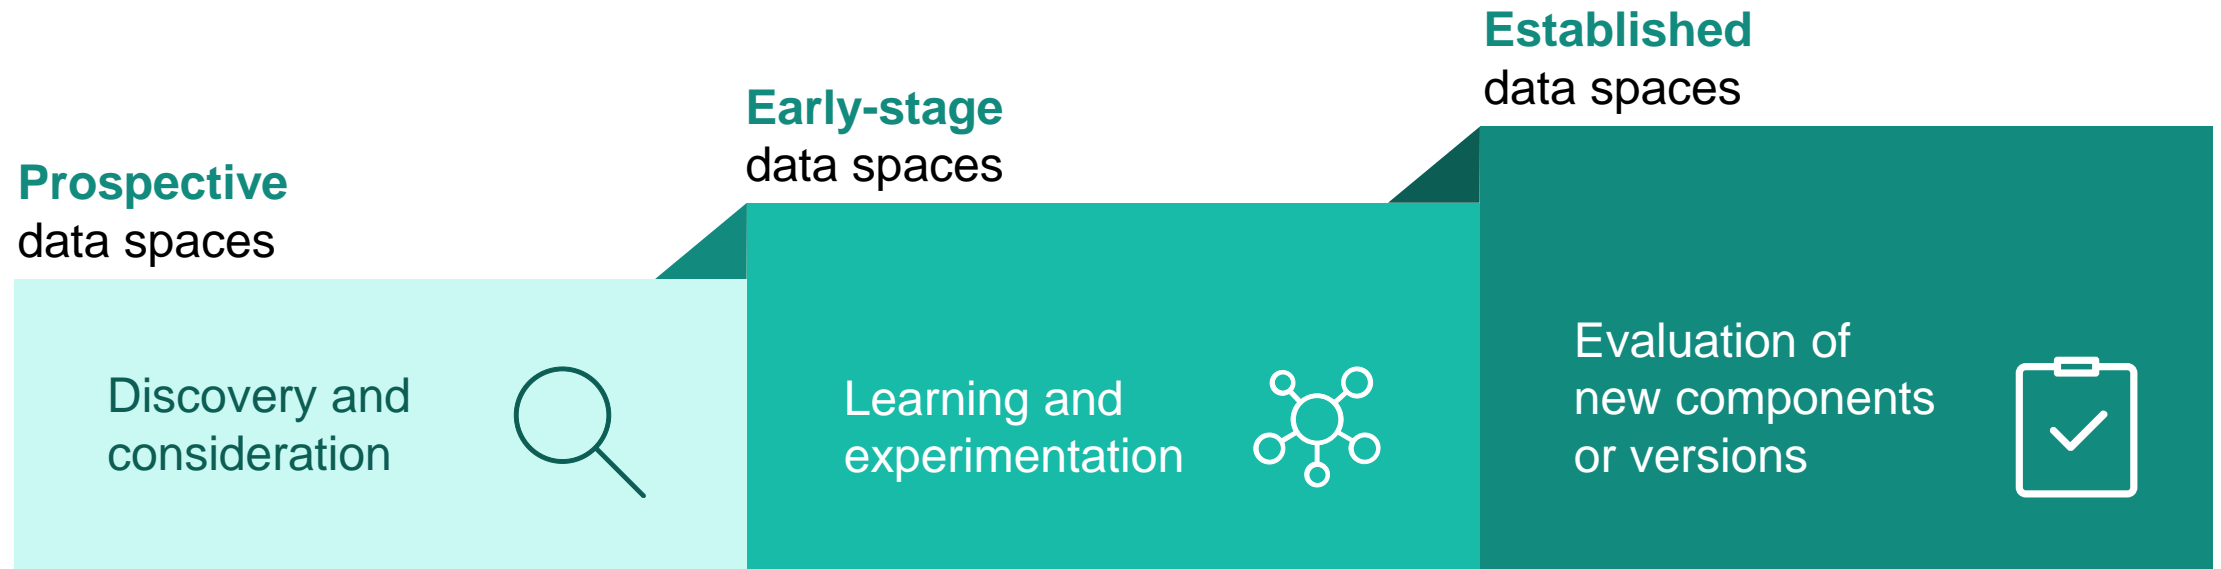 Prospective
data spaces
Discovery and
consideration
Early-stage
data spaces
Learning and
experimentation
Established
data spaces
Evaluation of
new components
or versions